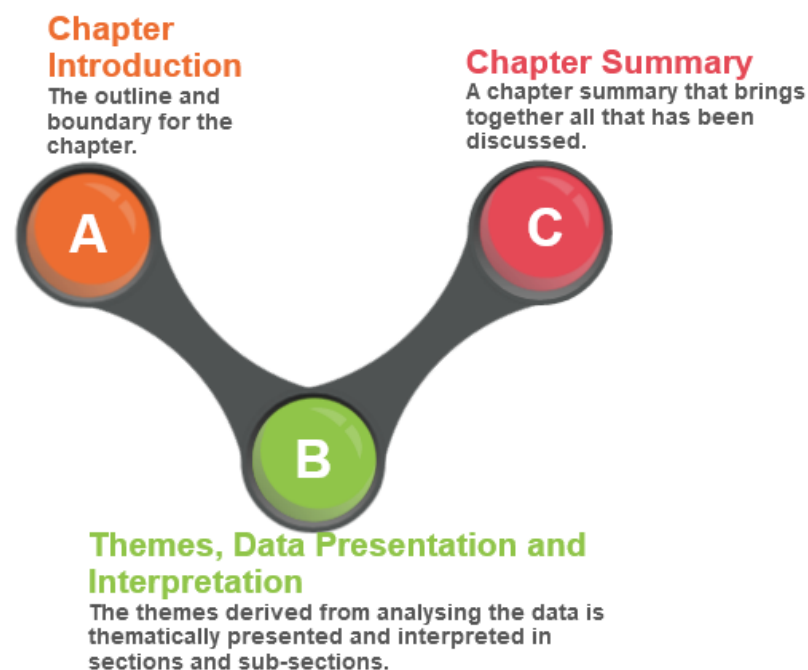 Chapter
Introduction
The outline and
boundary for the
chapter.
A
Chapter Summary
A chapter summary that brings
together all that has been
discussed.
C
B
Themes, Data Presentation and
Interpretation
The themes derived from analysing the data is
thematically presented and interpreted in
sections and sub-sections.